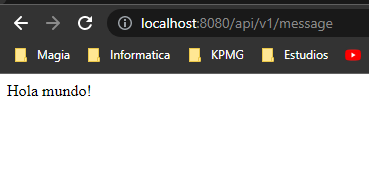 localhost:8080/api/v1/message
Magia Informatica KPMG Estudios
Hola mundo!